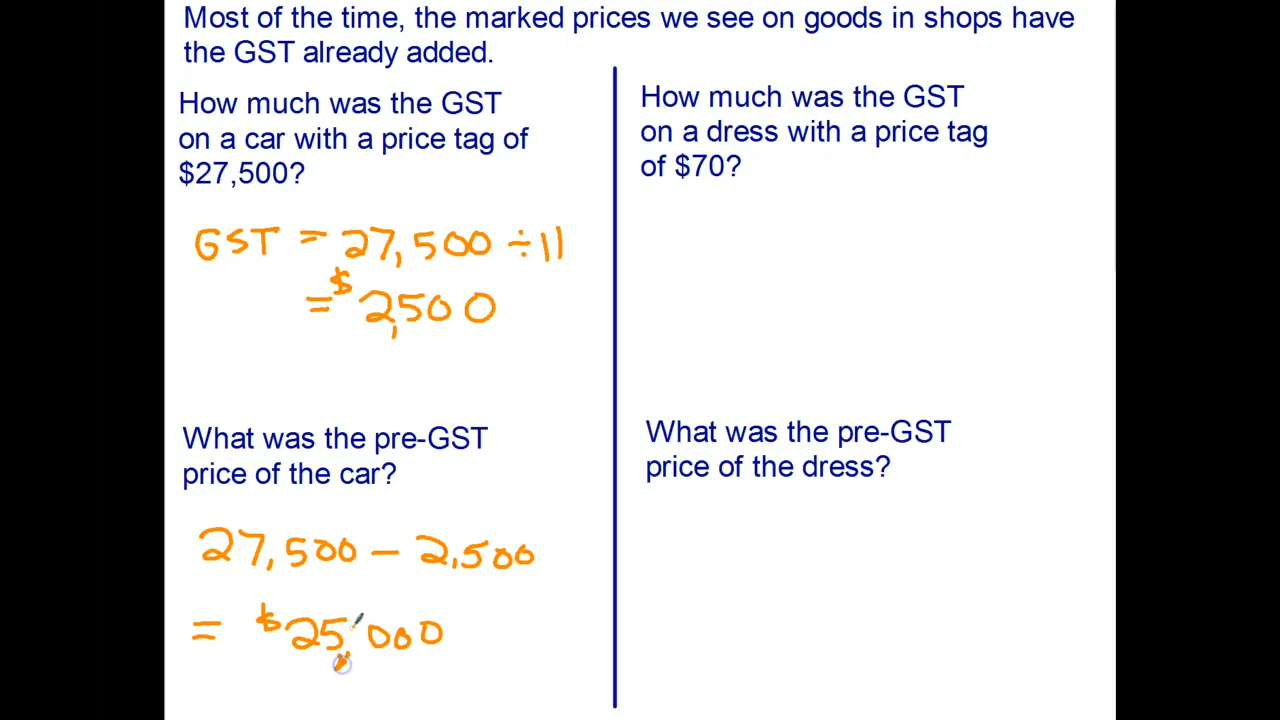 Most of the time, the marked prices we see on goods in shops have
the GST already added.
How much was the GST
on a car with a price tag of
$27,500?
GST = 27,500 ÷ 11
= $2,500
What was the pre-GST
price of the car?
27,500 - 2,500
= $25,000
How much was the GST
on a dress with a price tag
of $70?
What was the pre-GST
price of the dress?